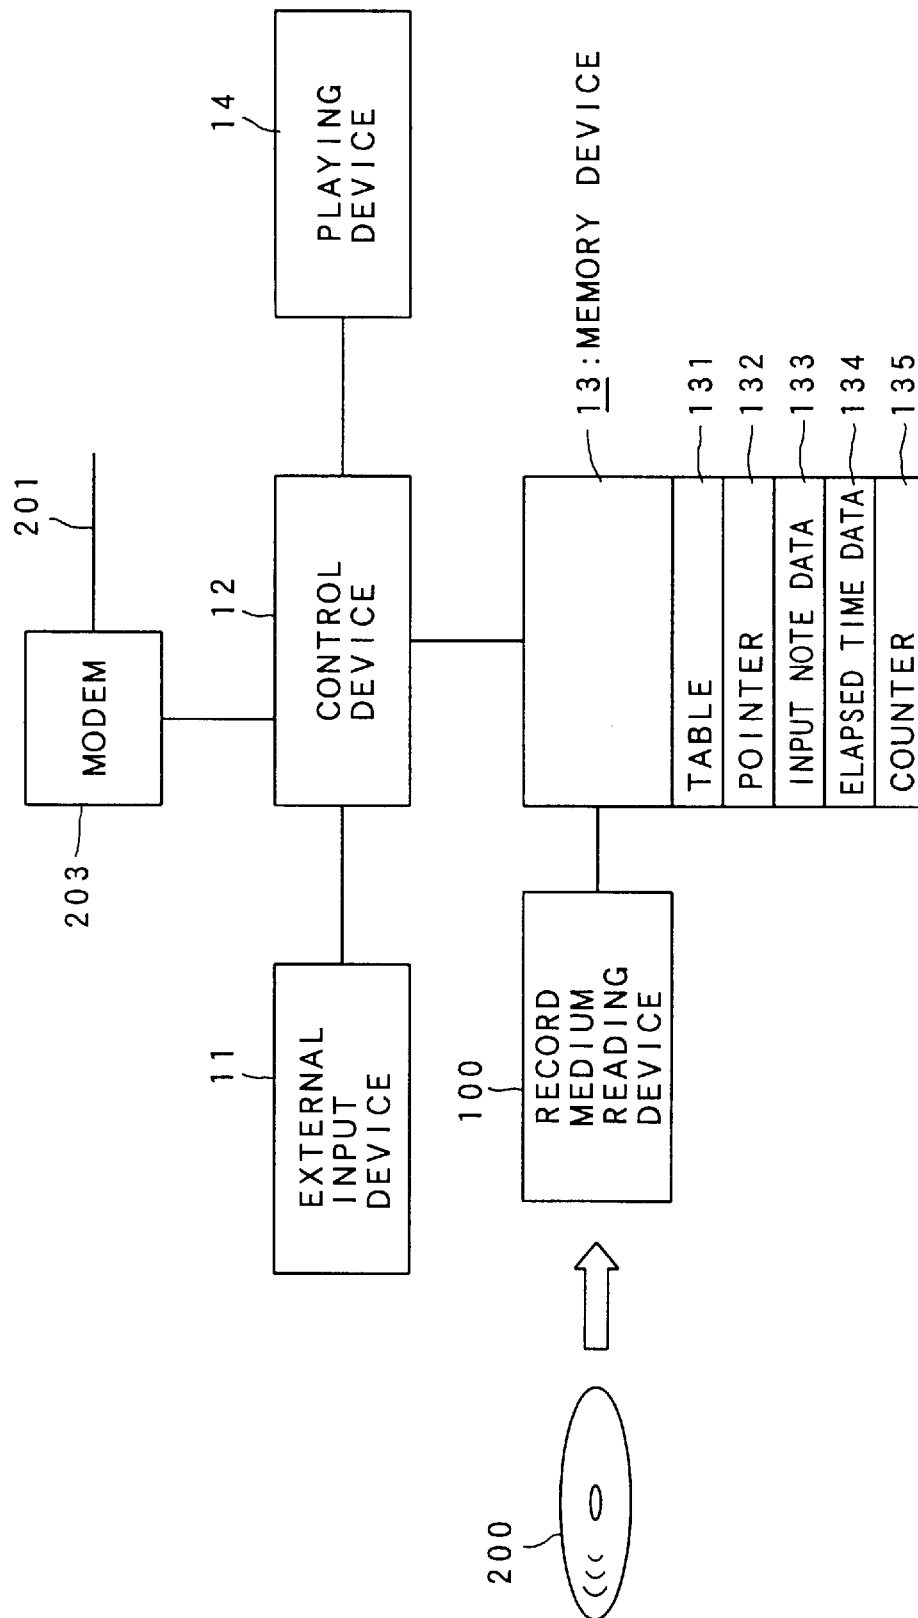 201
203
MODEM
12
14
11
CONTROL
DEVICE
PLAYING
DEVICE
EXTERNAL
INPUT
DEVICE
100
13:MEMORY DEVICE
RECORD
MEDIUM
READING
DEVICE
200
TABLE 131
POINTER 132
INPUT NOTE DATA 133
ELAPSED TIME DATA 134
COUNTER 135